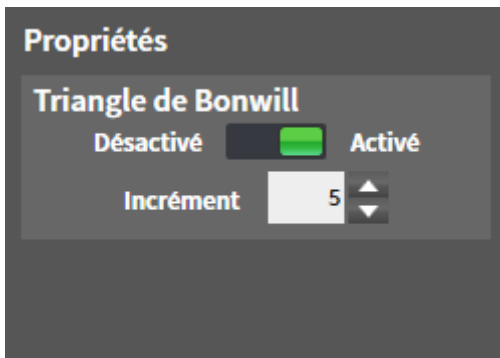 Propriétés
Triangle de Bonwill
Désactivé Activé
Incrément 5